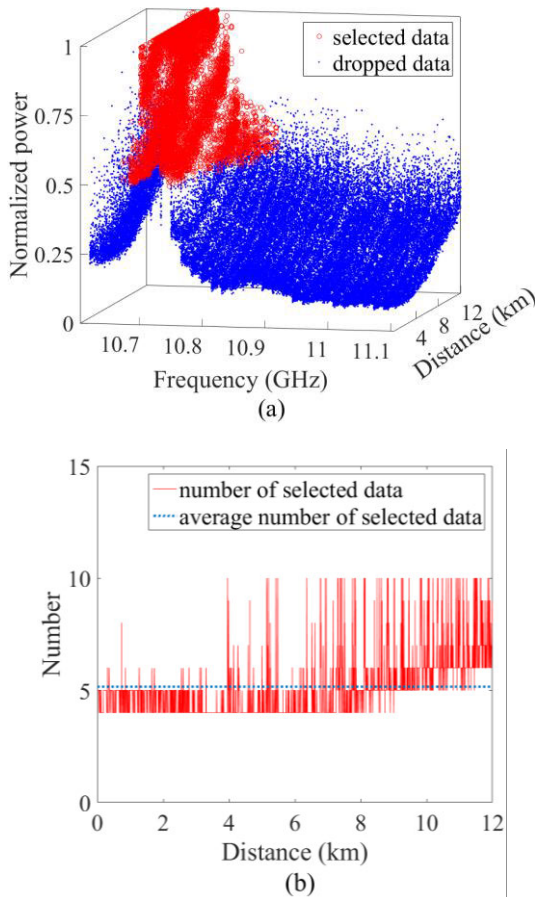 1
selected data
dropped data
0.75
0.5
0.25
0
Normalized power
10.7
10.8
10.9
11
11.1
4
8
12
Frequency (GHz)
Distance (km)
(a)
15
number of selected data
average number of selected data
10
5
0
Number
0
2
4
6
8
10
12
Distance (km)
(b)